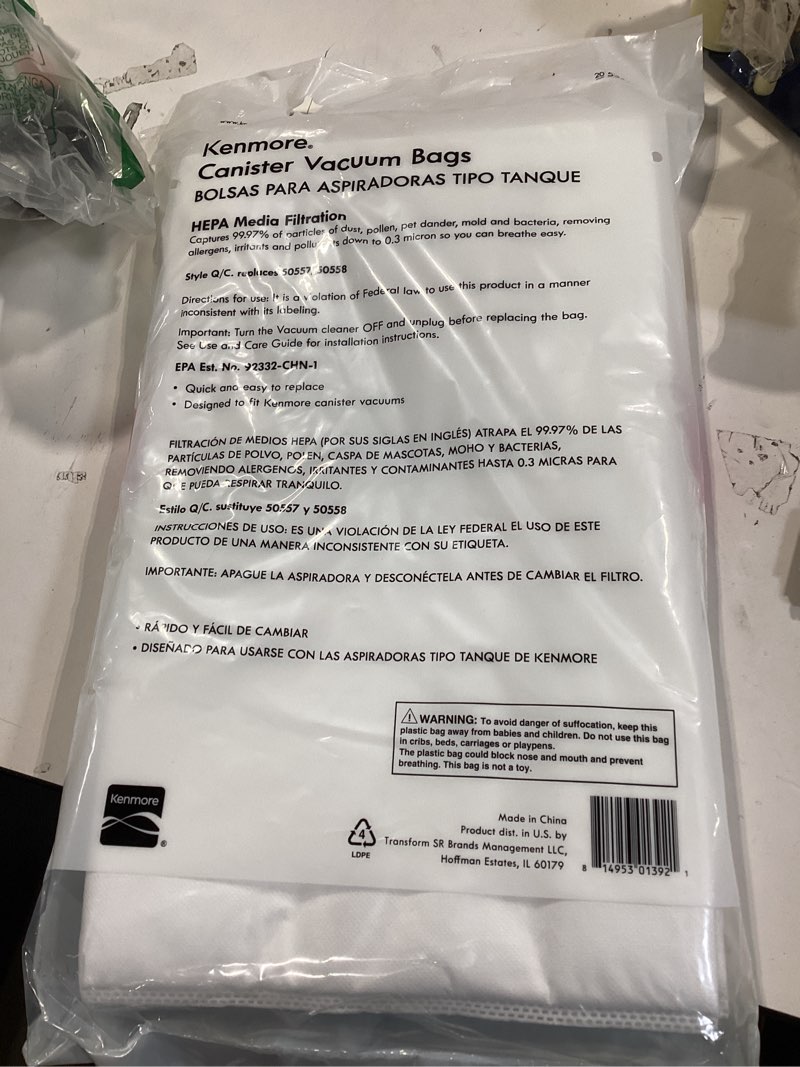 Kenmore®
Canister Vacuum Bags
BOLSAS PARA ASPIRADORAS TIPO TANQUE
HEPA Media Filtration
Captures 99.97% of particles of dust, pollen, pet dander, mold and bacteria, removing
allergens, irritants and pollutants down to 0.3 micron so you can breathe easy.
Style Q/C. replaces 50557, 50558
Directions for use: It is a violation of Federal law to use this product in a manner
inconsistent with its labeling.
Important: Turn the Vacuum cleaner OFF and unplug before replacing the bag.
See Use and Care Guide for installation instructions.
EPA Est. No. 92332-CHN-1
• Quick and easy to replace
• Designed to fit Kenmore canister vacuums
FILTRACIÓN DE MEDIOS HEPA (POR SUS SIGLAS EN INGLÉS) ATRAPA EL 99.97% DE LAS
PARTÍCULAS DE POLVO, POLEN, CASPA DE MASCOTAS, MOHO Y BACTERIAS,
REMOVIENDO ALERGENOS, IRRITANTES Y CONTAMINANTES HASTA 0.3 MICRAS PARA
QUE PUEDA RESPIRAR TRANQUILO.
Estilo Q/C. sustituye 50557 y 50558
INSTRUCCIONES DE USO: ES UNA VIOLACIÓN DE LA LEY FEDERAL EL USO DE ESTE
PRODUCTO DE UNA MANERA INCONSISTENTE CON SU ETIQUETA.
IMPORTANTE: APAGUE LA ASPIRADORA Y DESCONÉCTELA ANTES DE CAMBIAR EL FILTRO.
• RÁPIDO Y FÁCIL DE CAMBIAR
• DISEÑADO PARA USARSE CON LAS ASPIRADORAS TIPO TANQUE DE KENMORE
WARNING: To avoid danger of suffocation, keep this
plastic bag away from babies and children. Do not use this bag
in cribs, beds, carriages or playpens.
The plastic bag could block nose and mouth and prevent
breathing. This bag is not a toy.
Kenmore
®
4
LDPE
Made in China
Product dist. in U.S. by
Transform SR Brands Management LLC,
Hoffman Estates, IL 60179
8 14953 01392 1